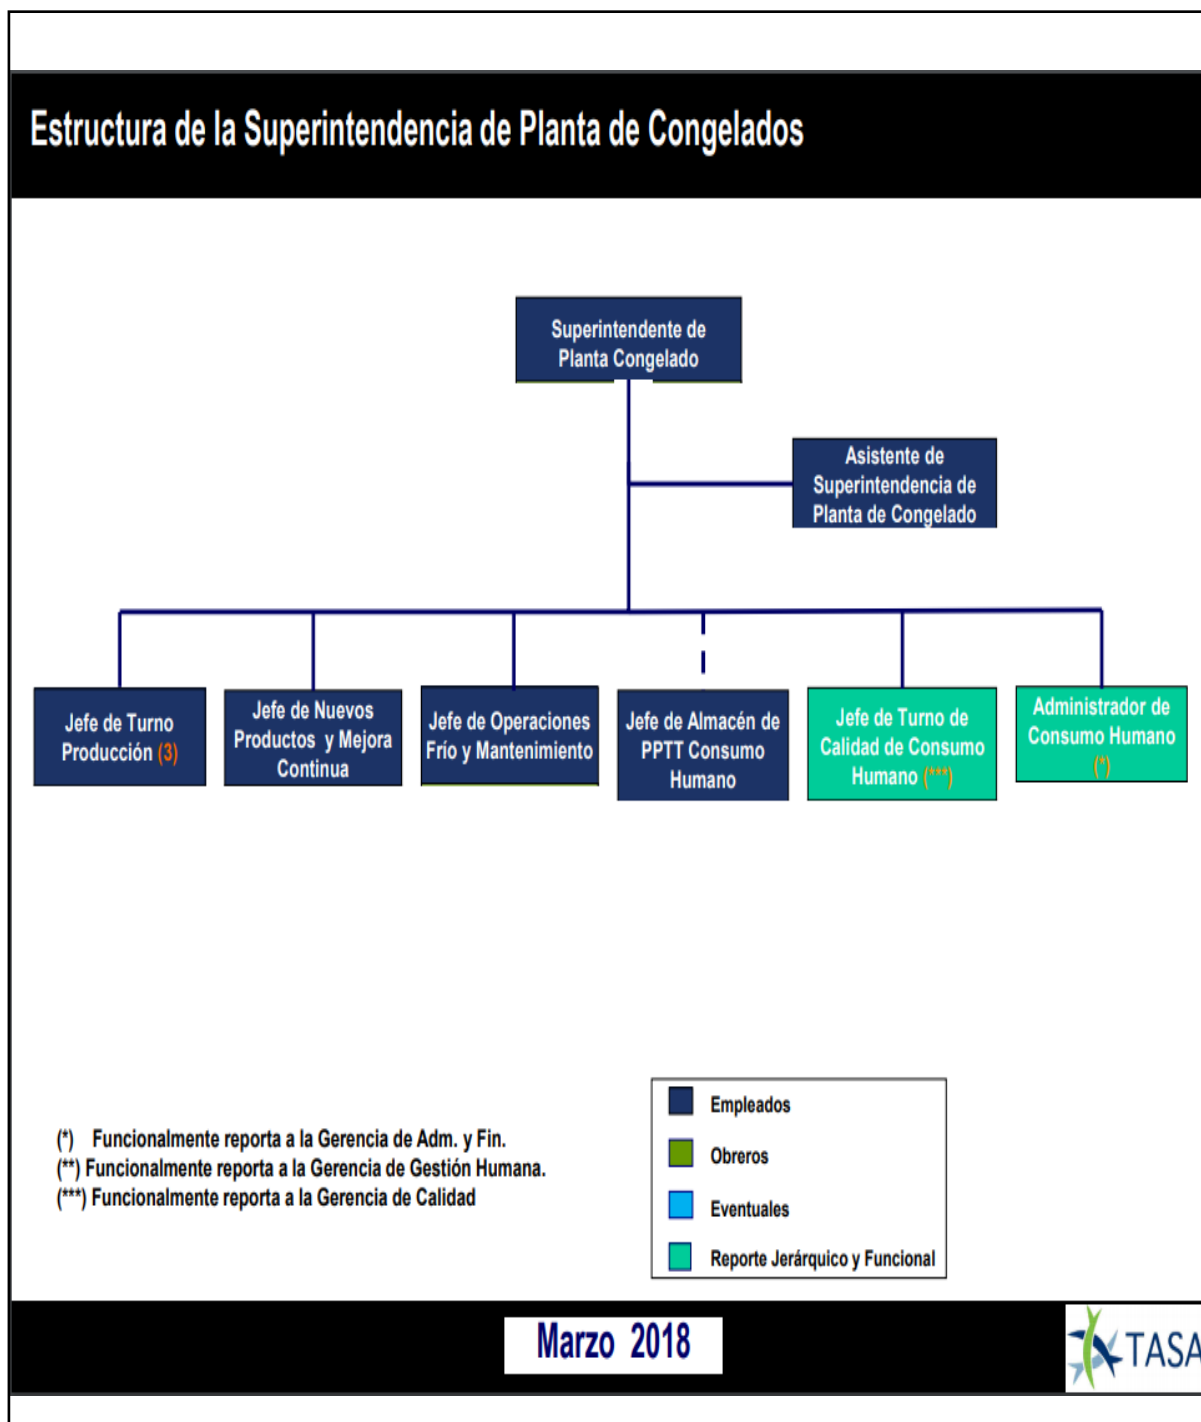 Estructura de la Superintendencia de Planta de Congelados
Superintendente de
Planta Congelado
Asistente de
Superintendencia de
Planta de Congelado
Jefe de Turno
Producción (3)
Jefe de Nuevos
Productos y Mejora
Continua
Jefe de Operaciones
Frío y Mantenimiento
Jefe de Almacén de
PPTT Consumo
Humano
Jefe de Turno de
Calidad de Consumo
Humano (***)
Administrador de
Consumo Humano
(*)
(*) Funcionalmente reporta a la Gerencia de Adm. y Fin.
(**) Funcionalmente reporta a la Gerencia de Gestión Humana.
(***) Funcionalmente reporta a la Gerencia de Calidad
Empleados
Obreros
Eventuales
Reporte Jerárquico y Funcional
Marzo 2018
TASA